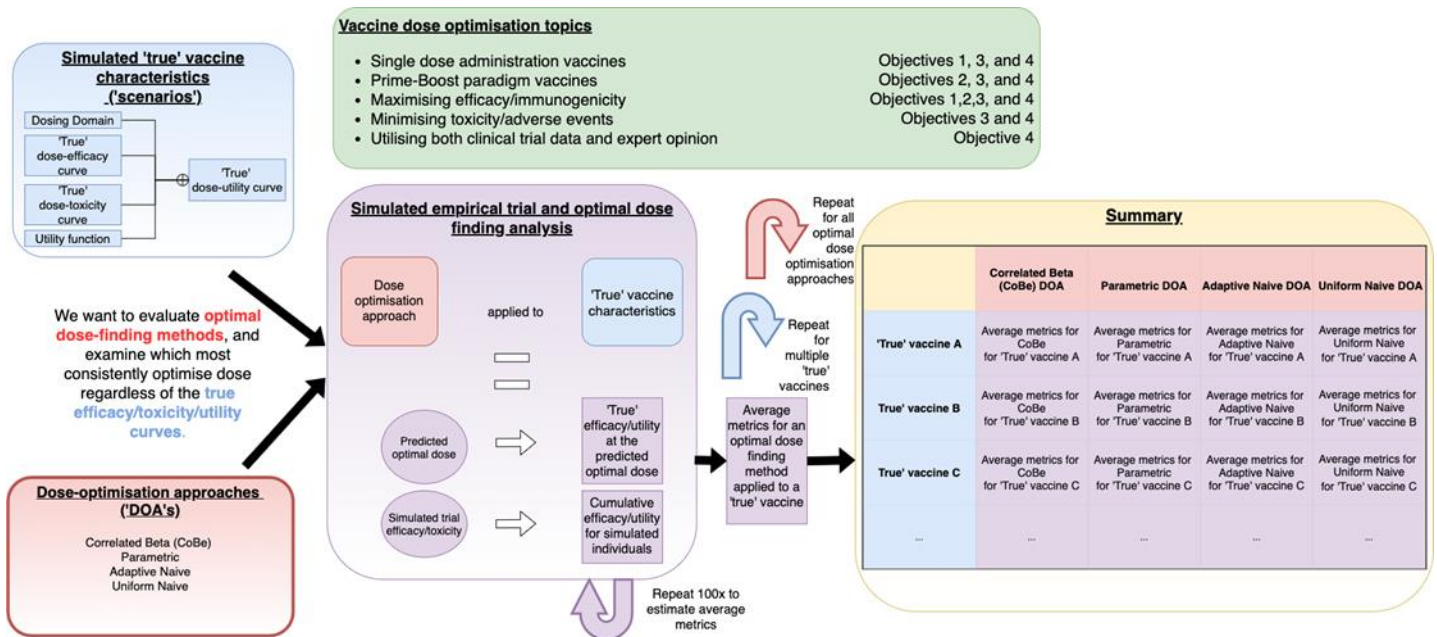 Simulated 'true' vaccine
characteristics
('scenarios')
Dosing Domain
'True'
dose-efficacy
curve
'True'
dose-toxicity
curve
Utility function
'True'
dose-utility curve
Vaccine dose optimisation topics
• Single dose administration vaccines Objectives 1, 3, and 4
• Prime-Boost paradigm vaccines Objectives 2, 3, and 4
• Maximising efficacy/immunogenicity Objectives 1,2,3, and 4
• Minimising toxicity/adverse events Objectives 3 and 4
• Utilising both clinical trial data and expert opinion Objective 4
We want to evaluate optimal
dose-finding methods, and
examine which most
consistently optimise dose
regardless of the true
efficacy/toxicity/utility
curves.
Dose-optimisation approaches
('DOA's)
Correlated Beta (CoBe)
Parametric
Adaptive Naive
Uniform Naive
Simulated empirical trial and optimal dose
finding analysis
Dose
optimisation
approach
applied to
'True' vaccine
characteristics
Predicted
optimal dose
'True'
efficacy/utility
at the
predicted
optimal dose
Simulated trial
efficacy/toxicity
Cumulative
efficacy/utility
for simulated
individuals
Repeat 100x to
estimate average
metrics
Repeat
for all
optimal
dose
optimisation
approaches
Repeat
for
multiple
'true'
vaccines
Average
metrics for an
optimal dose
finding
method
applied to a
'true' vaccine
Summary
Correlated Beta
(CoBe) DOA
Parametric DOA
Adaptive Naive DOA
Uniform Naive DOA
'True' vaccine A
Average metrics for
CoBe
for 'True' vaccine A
Average metrics for
Parametric
for 'True' vaccine A
Average metrics for
Adaptive Naive
for 'True' vaccine A
Average metrics for
Uniform Naive
for 'True' vaccine A
True' vaccine B
Average metrics for
CoBe
for 'True' vaccine B
Average metrics for
Parametric
for 'True' vaccine B
Average metrics for
Adaptive Naive
for 'True' vaccine B
Average metrics for
Uniform Naive
for 'True' vaccine B
True' vaccine C
Average metrics for
CoBe
for 'True' vaccine C
Average metrics for
Parametric
for 'True' vaccine C
Average metrics for
Adaptive Naive
for 'True' vaccine C
Average metrics for
Uniform Naive
for 'True' vaccine C
... ... ... ... ...